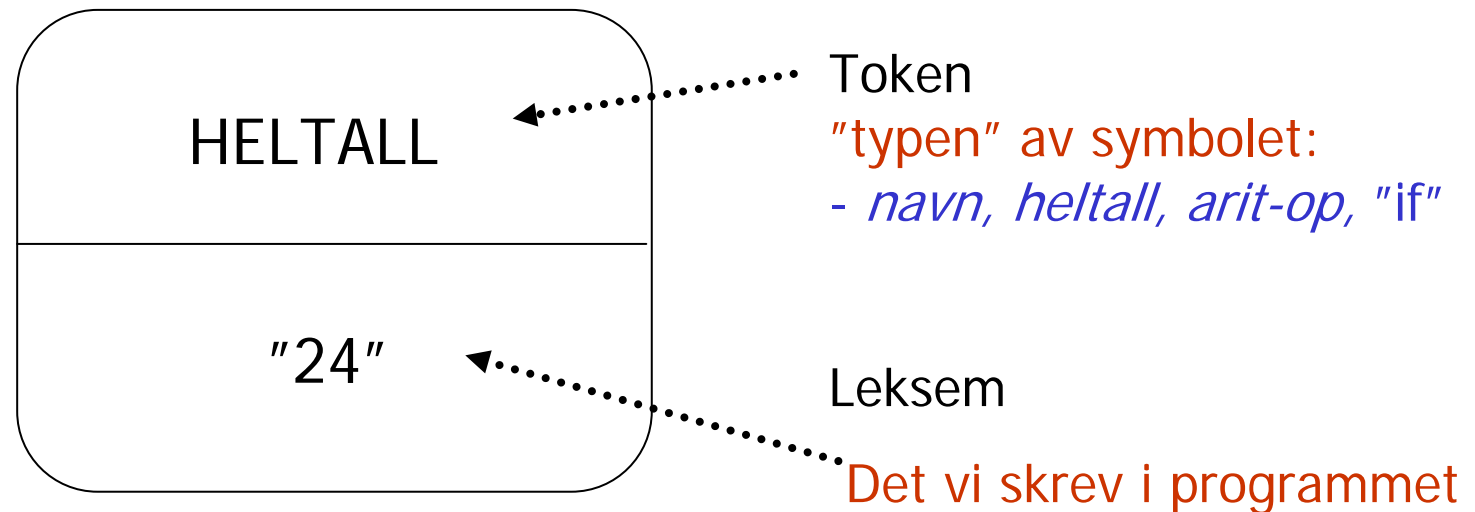 HELTALL
"24"
Token
"typen" av symbolet:
- navn, heltall, arit-op, "if"
Leksem
Det vi skrev i programmet